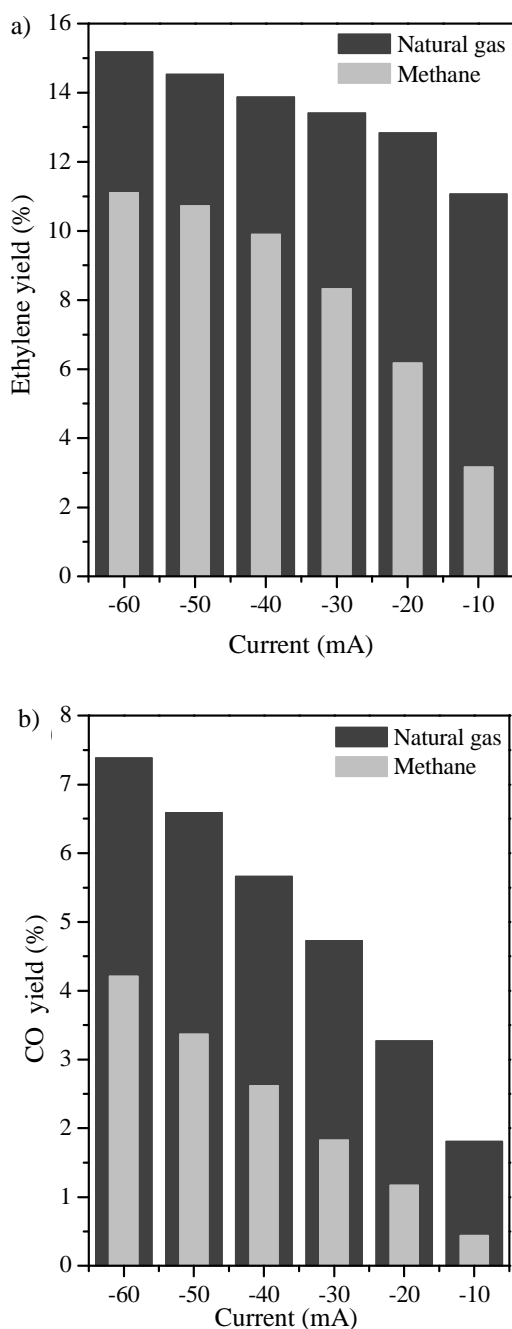 a)
16
14
12
10
8
6
4
2
0
Ethylene yield (%)
Natural gas
Methane
-60 -50 -40 -30 -20 -10
Current (mA)
b)
8
7
6
5
4
3
2
1
0
CO yield (%)
Natural gas
Methane
-60 -50 -40 -30 -20 -10
Current (mA)